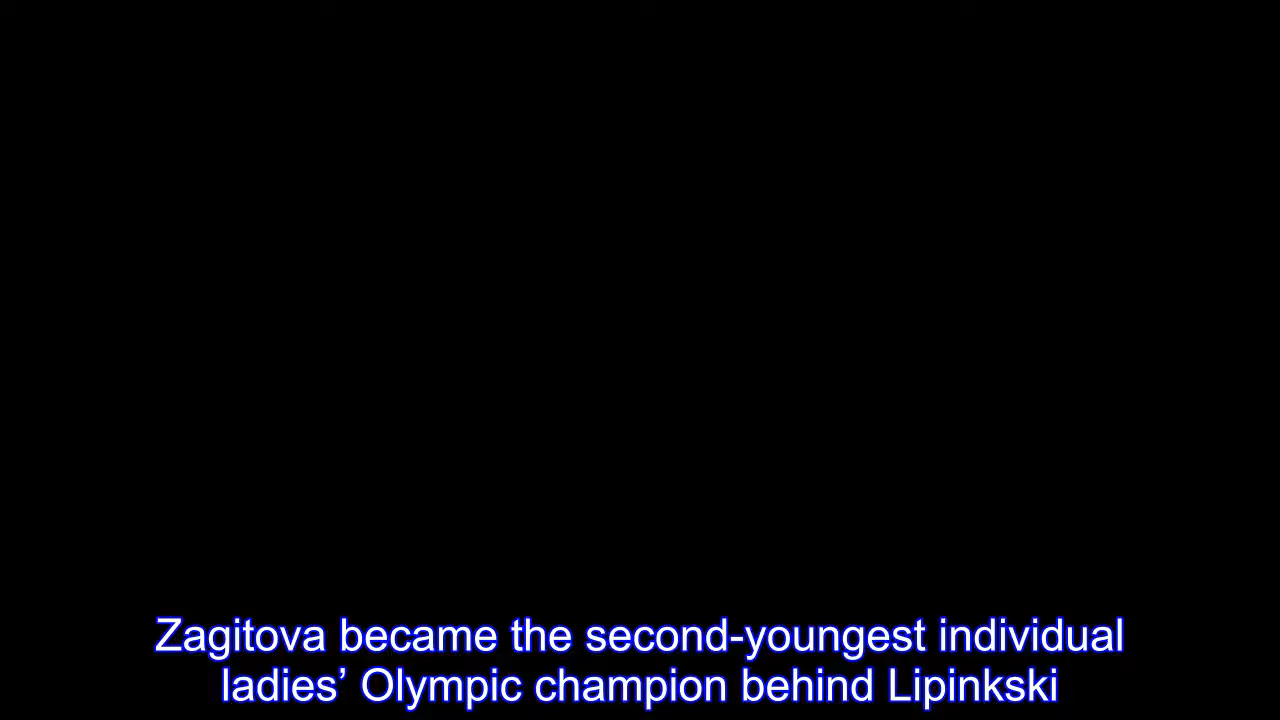 Zagitova became the second-youngest individual
ladies’ Olympic champion behind Lipinkski